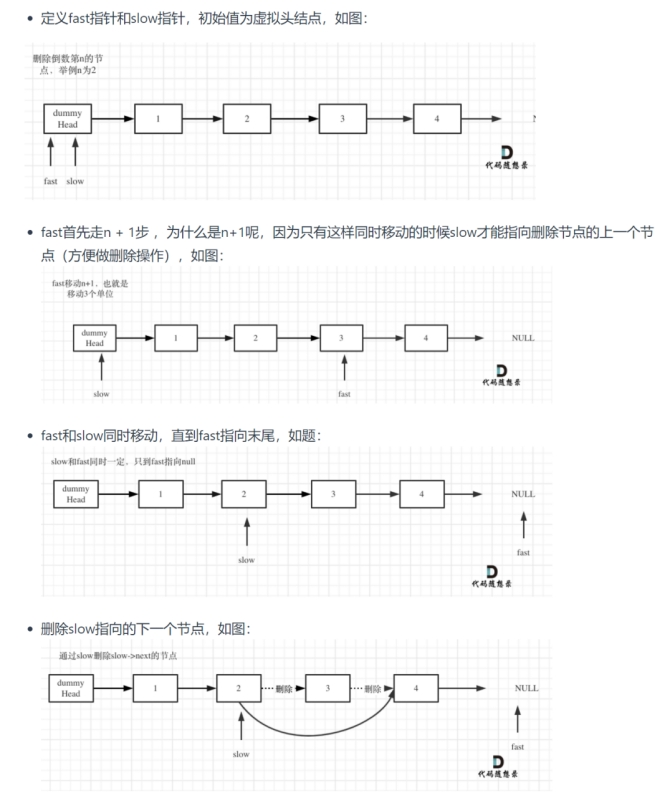 定义fast指针和slow指针，初始值为虚拟头结点，如图：
删除倒数第n的节
点，举例n为2
dummy
Head
1
2
3
4
代码随想录
fast slow
fast首先走n + 1步 ，为什么是n+1呢，因为只有这样同时移动的时候slow才能指向删除节点的上一个节
点（方便做删除操作），如图：
fast移动n+1，也就是
移动3个单位
dummy
Head
1
2
3
4
NULL
代码随想录
slow
fast
fast和slow同时移动，直到fast指向末尾，如题：
slow和fast同时一定，只到fast指向null
dummy
Head
1
2
3
4
NULL
slow
fast
代码随想录
删除slow指向的下一个节点，如图：
通过slow删除slow->next的节点
dummy
Head
1
2
删除
3
删除
4
NULL
slow
fast
代码随想录